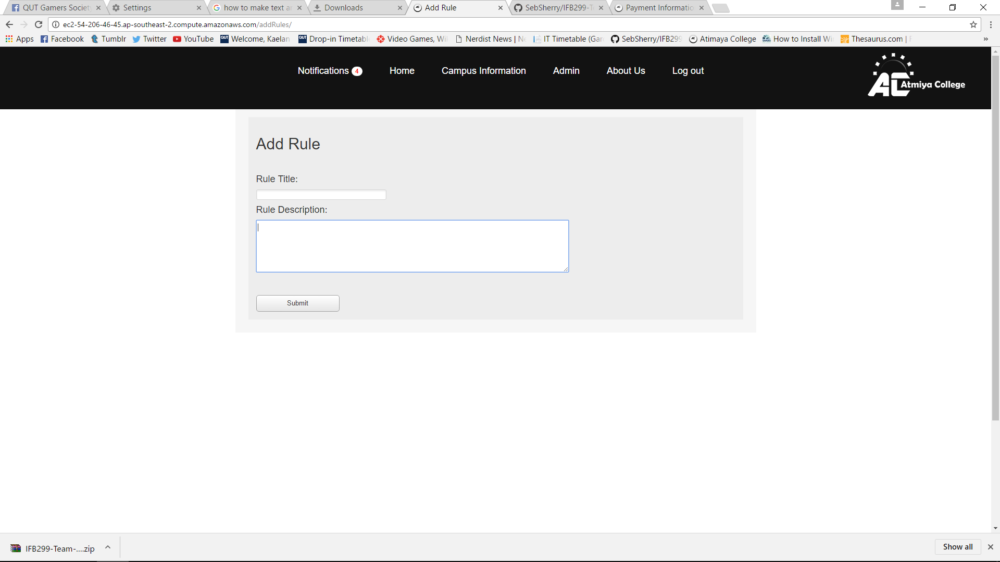 QUT Gamers Society
Settings
how to make text a
Downloads
Add Rule
SebSherry/IFB299-T
Payment Informatio
ec2-54-206-46-45.ap-southeast-2.compute.amazonaws.com/addRules/
Apps Facebook Tumblr Twitter YouTube Welcome, Kaelan Drop-in Timetabl Video Games, Wi Nerdist News | Ne IT Timetable (Gar SebSherry/IFB299 Atimaya College How to Install Wi Thesaurus.com |
Notifications 4 Home Campus Information Admin About Us Log out
AC Atmiya College
Add Rule
Rule Title:
Rule Description:
Submit
IFB299-Team-....zip
Show all